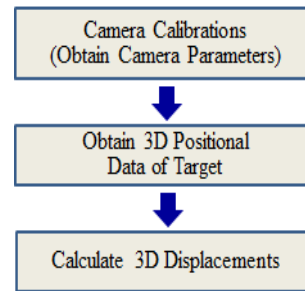 Camera Calibrations
(Obtain Camera Parameters)
Obtain 3D Positional
Data of Target
Calculate 3D Displacements